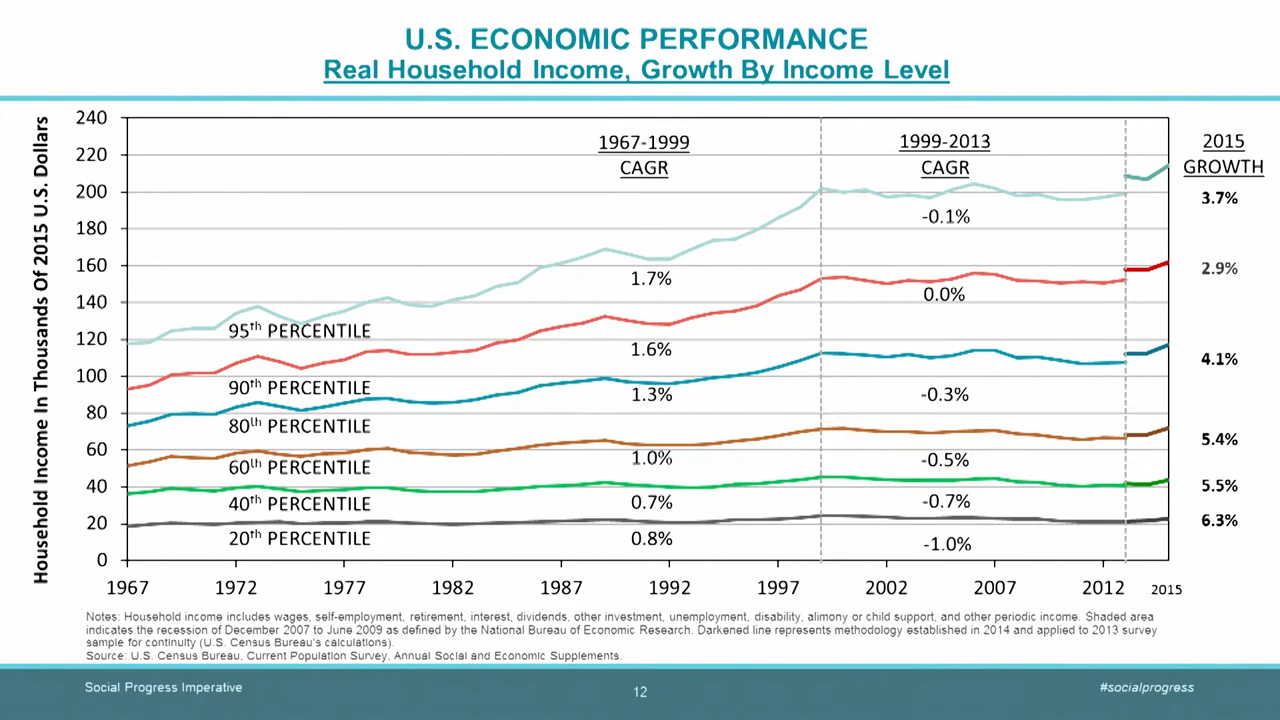 U.S. ECONOMIC PERFORMANCE
Real Household Income, Growth By Income Level
Household Income In Thousands Of 2015 U.S. Dollars
240
220
200
180
160
140
120
100
80
60
40
20
0
1967-1999
CAGR
1999-2013
CAGR
2015
GROWTH
95th PERCENTILE
1.7%
-0.1%
3.7%
90th PERCENTILE
1.6%
0.0%
2.9%
80th PERCENTILE
1.3%
-0.3%
4.1%
60th PERCENTILE
1.0%
-0.5%
5.4%
40th PERCENTILE
0.7%
-0.7%
5.5%
20th PERCENTILE
0.8%
-1.0%
6.3%
1967 1972 1977 1982 1987 1992 1997 2002 2007 2012 2015
Notes: Household income includes wages, self-employment, retirement, interest, dividends, other investment, unemployment, disability, alimony or child support, and other periodic income. Shaded area
indicates the recession of December 2007 to June 2009 as defined by the National Bureau of Economic Research. Darkened line represents methodology established in 2014 and applied to 2013 survey
sample for continuity (U.S. Census Bureau's calculations).
Source: U.S. Census Bureau, Current Population Survey, Annual Social and Economic Supplements.
Social Progress Imperative
12
#socialprogress